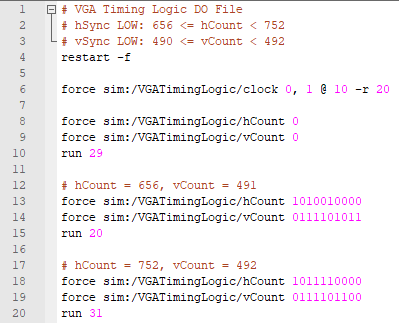 1 # VGA Timing Logic DO File
2 # hSync LOW: 656 <= hCount < 752
3 # vSync LOW: 490 <= vCount < 492
4 restart -f
5
6 force sim:/VGATimingLogic/clock 0, 1 @ 10 -r 20
7
8 force sim:/VGATimingLogic/hCount 0
9 force sim:/VGATimingLogic/vCount 0
10 run 29
11
12 # hCount = 656, vCount = 491
13 force sim:/VGATimingLogic/hCount 1010010000
14 force sim:/VGATimingLogic/vCount 0111101011
15 run 20
16
17 # hCount = 752, vCount = 492
18 force sim:/VGATimingLogic/hCount 1011110000
19 force sim:/VGATimingLogic/vCount 0111101100
20 run 31